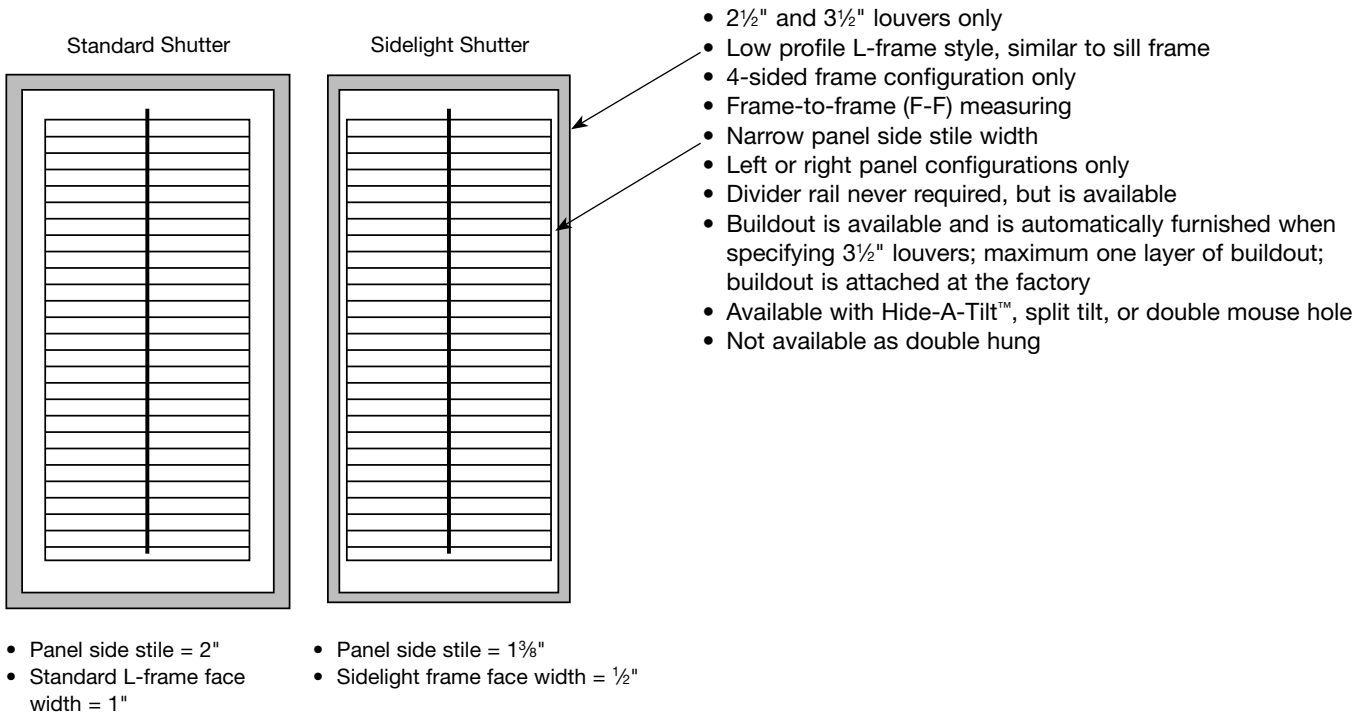 Standard Shutter
Sidelight Shutter
• 2½" and 3½" louvers only
• Low profile L-frame style, similar to sill frame
• 4-sided frame configuration only
• Frame-to-frame (F-F) measuring
• Narrow panel side stile width
• Left or right panel configurations only
• Divider rail never required, but is available
• Buildout is available and is automatically furnished when
specifying 3½" louvers; maximum one layer of buildout;
buildout is attached at the factory
• Available with Hide-A-Tilt™, split tilt, or double mouse hole
• Not available as double hung
• Panel side stile = 2"
• Standard L-frame face
width = 1"
• Panel side stile = 1⅜"
• Sidelight frame face width = ½"